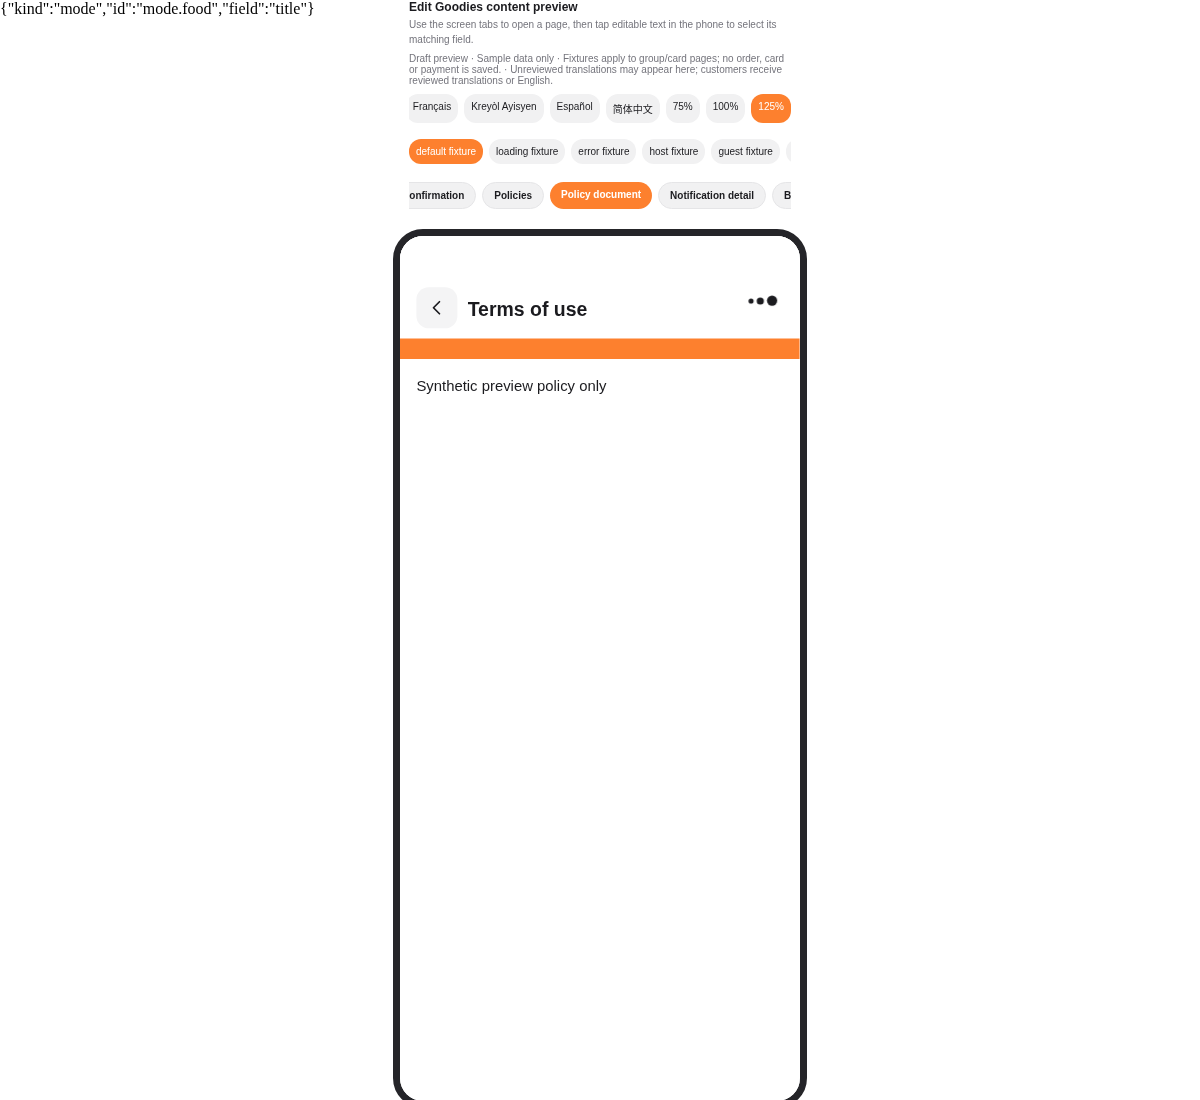 {"kind":"mode","id":"mode.food","field":"title"}
Edit Goodies content preview
Use the screen tabs to open a page, then tap editable text in the phone to select its
matching field.
Draft preview · Sample data only · Fixtures apply to group/card pages; no order, card
or payment is saved. · Unreviewed translations may appear here; customers receive
reviewed translations or English.
Français Kreyòl Ayisyen Español 简体中文 75% 100% 125%
default fixture loading fixture error fixture host fixture guest fixture
onfirmation Policies Policy document Notification detail B
Terms of use
Synthetic preview policy only